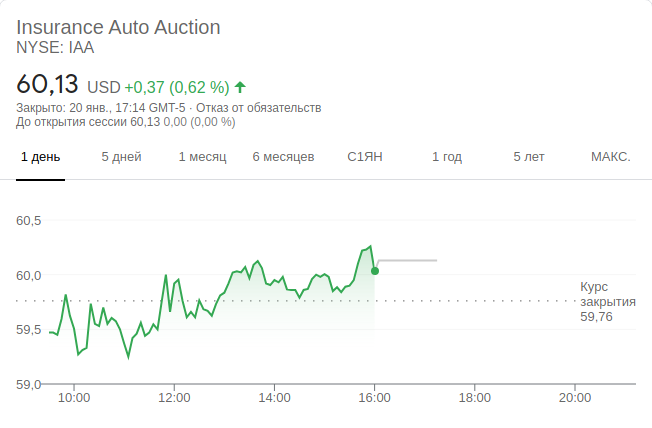 Insurance Auto Auction
NYSE: IAA
60,13 USD +0,37 (0,62 %)
Закрыто: 20 янв., 17:14 GMT-5 · Отказ от обязательств
До открытия сессии 60,13 0,00 (0,00 %)
1 день 5 дней 1 месяц 6 месяцев С1ЯН 1 год 5 лет МАКС.
60,5
60,0
59,5
59,0
Курс
закрытия
59,76
10:00 12:00 14:00 16:00 18:00 20:00